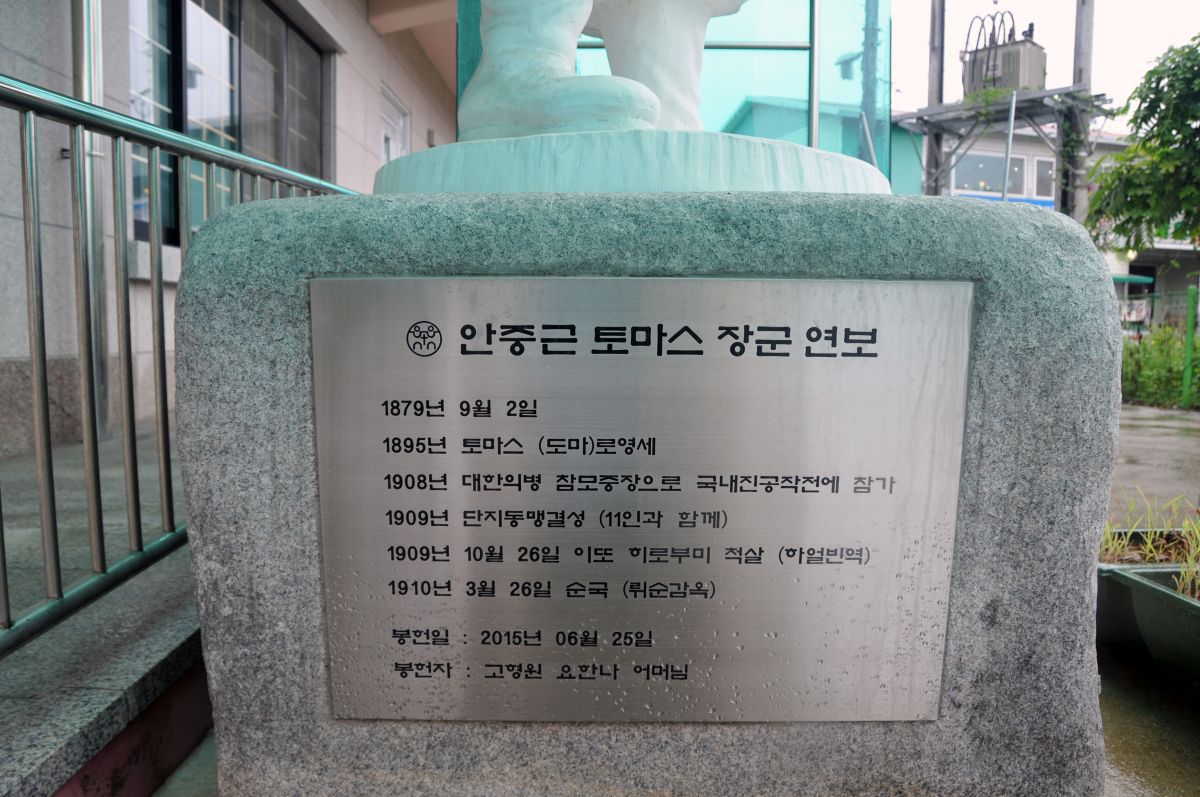 안중근 토마스 장군 연보
1879년 9월 2일
1895년 토마스 (도마)로영세
1908년 대한의병 참모중장으로 국내진공작전에 참가
1909년 단지동맹결성 (11인과 함께)
1909년 10월 26일 이또 히로부미 척살 (하얼빈역)
1910년 3월 26일 순국 (뤼순감옥)
봉헌일 : 2015년 06월 25일
봉헌자 : 고형원 요한나 어머님